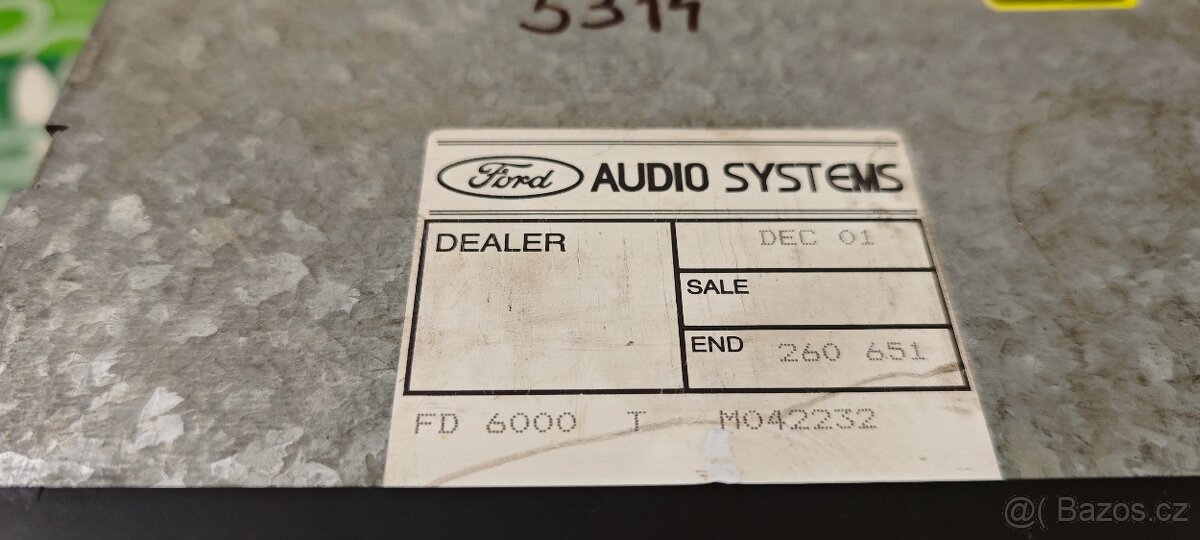 5314
Ford AUDIO SYSTEMS
DEALER
DEC 01
SALE
END 260 651
FD 6000 T M042232
@( Bazos.cz